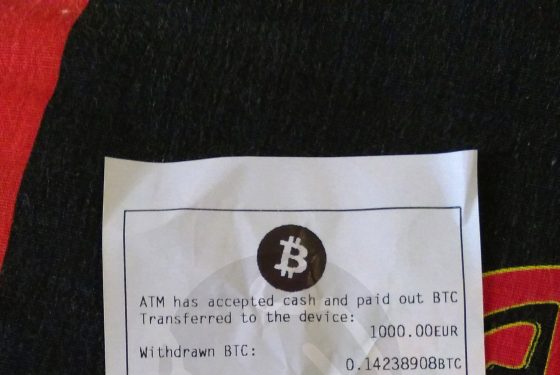 ATM has accepted cash and paid out BTC
Transferred to the device:
1000.00EUR
Withdrawn BTC:
0.14238908BTC